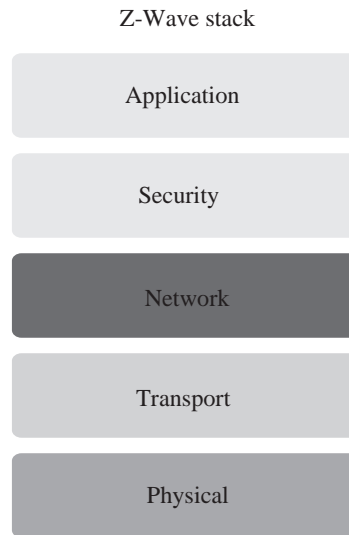 Z-Wave stack
Application
Security
Network
Transport
Physical